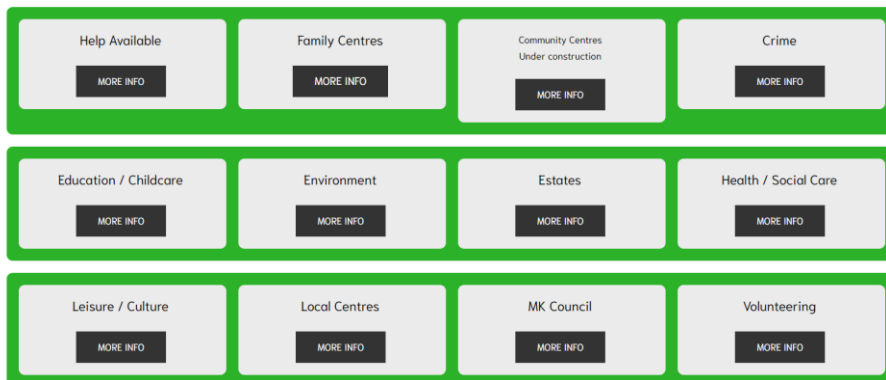 Help Available
MORE INFO
Family Centres
MORE INFO
Community Centres
Under construction
MORE INFO
Crime
MORE INFO
Education / Childcare
MORE INFO
Environment
MORE INFO
Estates
MORE INFO
Health / Social Care
MORE INFO
Leisure / Culture
MORE INFO
Local Centres
MORE INFO
MK Council
MORE INFO
Volunteering
MORE INFO